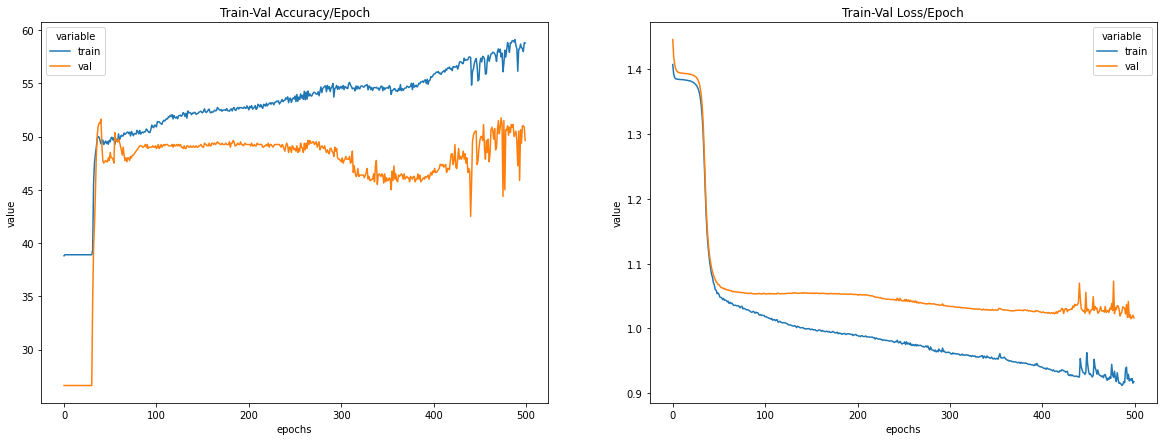 Train-Val Accuracy/Epoch
variable
train
val
value
60
55
50
45
40
35
30
0
100
200
300
400
500
epochs
Train-Val Loss/Epoch
variable
train
val
value
1.4
1.3
1.2
1.1
1.0
0.9
0
100
200
300
400
500
epochs